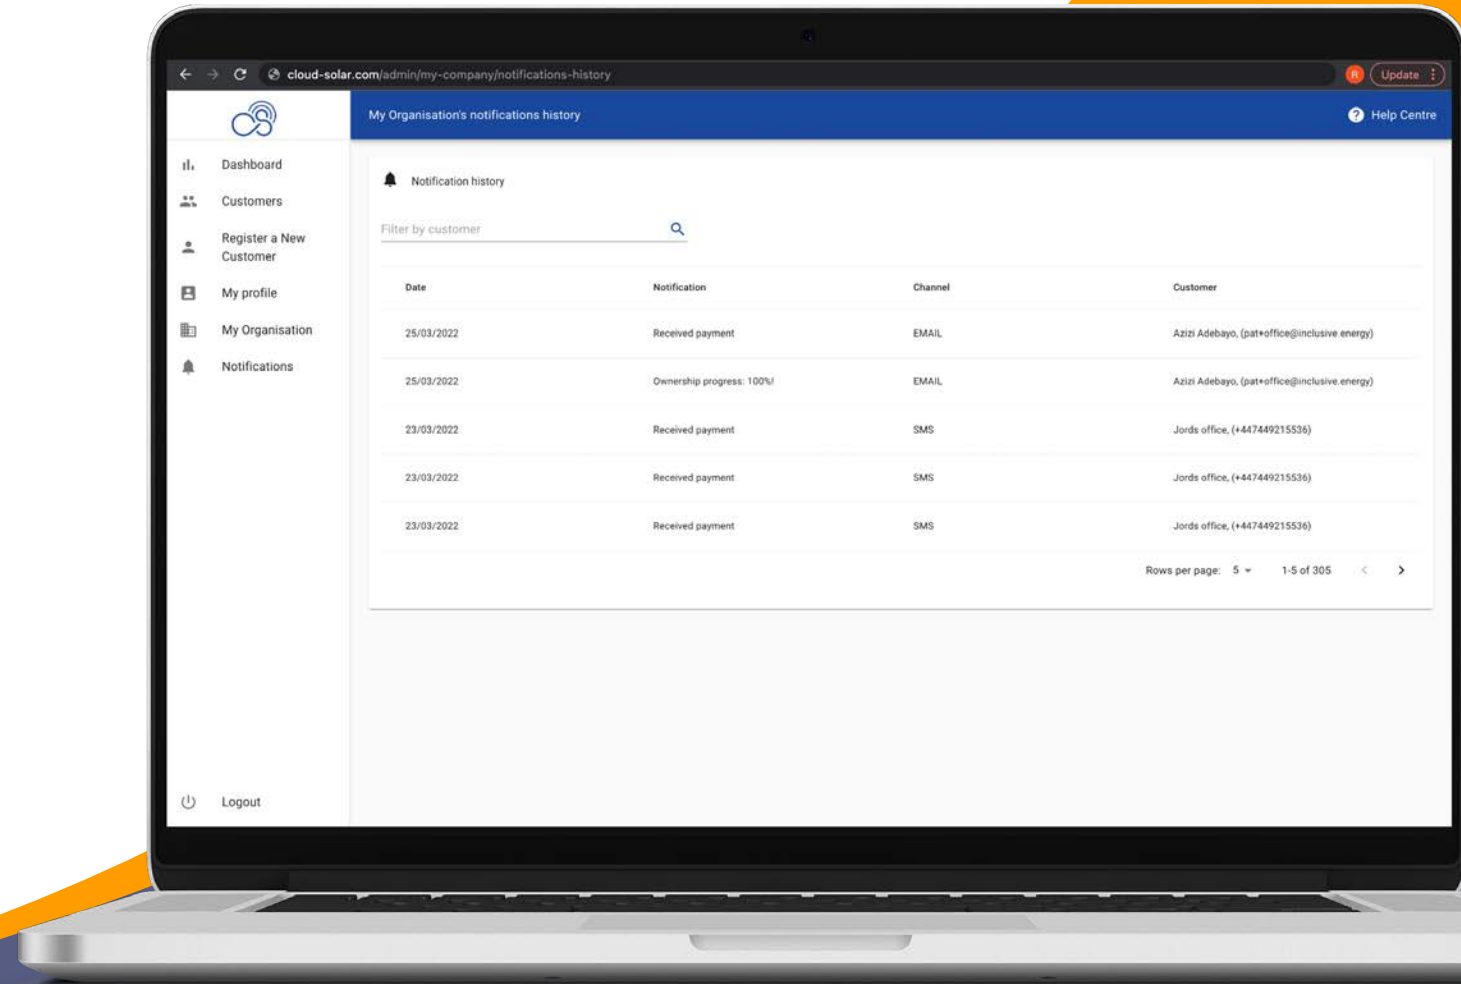 cloud-solar.com/admin/my-company/notifications-history
R
Update
My Organisation's notifications history
Help Centre
Dashboard
Customers
Register a New
Customer
My profile
My Organisation
Notifications
Logout
Notification history
Filter by customer
Date Notification Channel Customer
25/03/2022 Received payment EMAIL Azizi Adebayo, (pat+office@inclusive.energy)
25/03/2022 Ownership progress: 100%! EMAIL Azizi Adebayo, (pat+office@inclusive.energy)
23/03/2022 Received payment SMS Jords office, (+447449215536)
23/03/2022 Received payment SMS Jords office, (+447449215536)
23/03/2022 Received payment SMS Jords office, (+447449215536)
Rows per page: 5 1-5 of 305